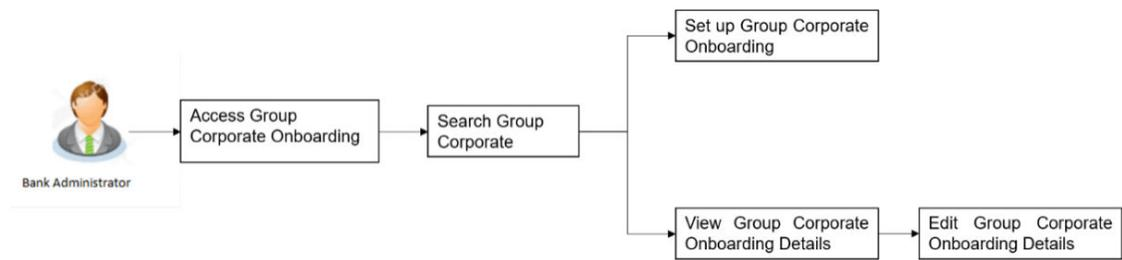 Bank Administrator
Access Group
Corporate Onboarding
Search Group
Corporate
Set up Group Corporate
Onboarding
View Group Corporate
Onboarding Details
Edit Group Corporate
Onboarding Details